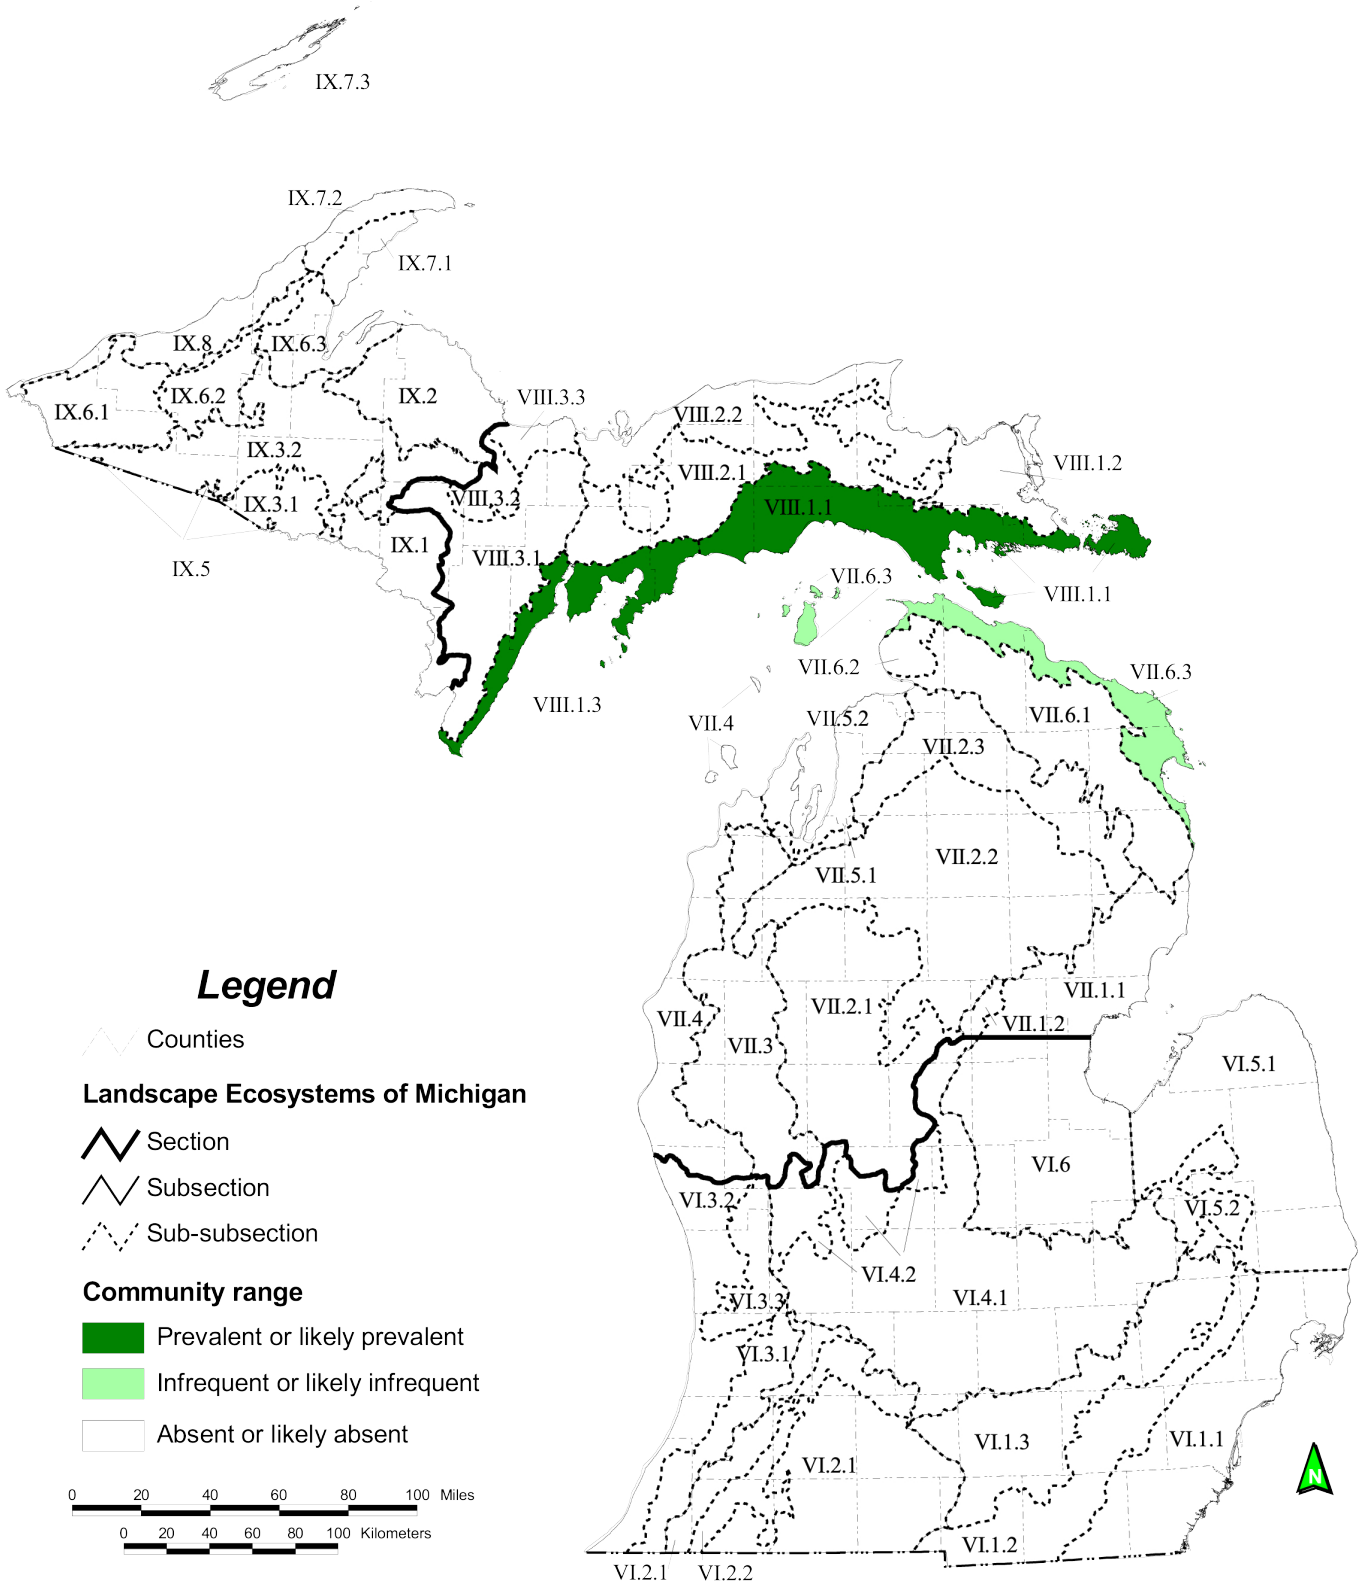 IX.7.3
IX.7.2
IX.7.1
IX.8
IX.6.3
IX.6.2
IX.2
IX.6.1
VIII.3.3
VIII.2.2
IX.3.2
VIII.2.1
VIII.1.2
VIII.3.2
IX.3.1
VIII.1.1
IX.1
VIII.3.1
IX.5
VII.6.3
VIII.1.1
VII.6.2
VII.6.3
VIII.1.3
VII.4
VII.5.2
VII.6.1
VII.2.3
VII.2.2
VII.5.1
VII.1.1
VII.2.1
VII.4
VII.1.2
VII.3
VI.5.1
VI.6
VI.3.2
VI.5.2
VI.4.2
VI.3.3
VI.4.1
VI.3.1
VI.1.3
VI.1.1
VI.2.1
VI.1.2
VI.2.1
VI.2.2
Legend
Counties
Landscape Ecosystems of Michigan
Section
Subsection
Sub-subsection
Community range
Prevalent or likely prevalent
Infrequent or likely infrequent
Absent or likely absent
0 20 40 60 80 100 Miles
0 20 40 60 80 100 Kilometers
N